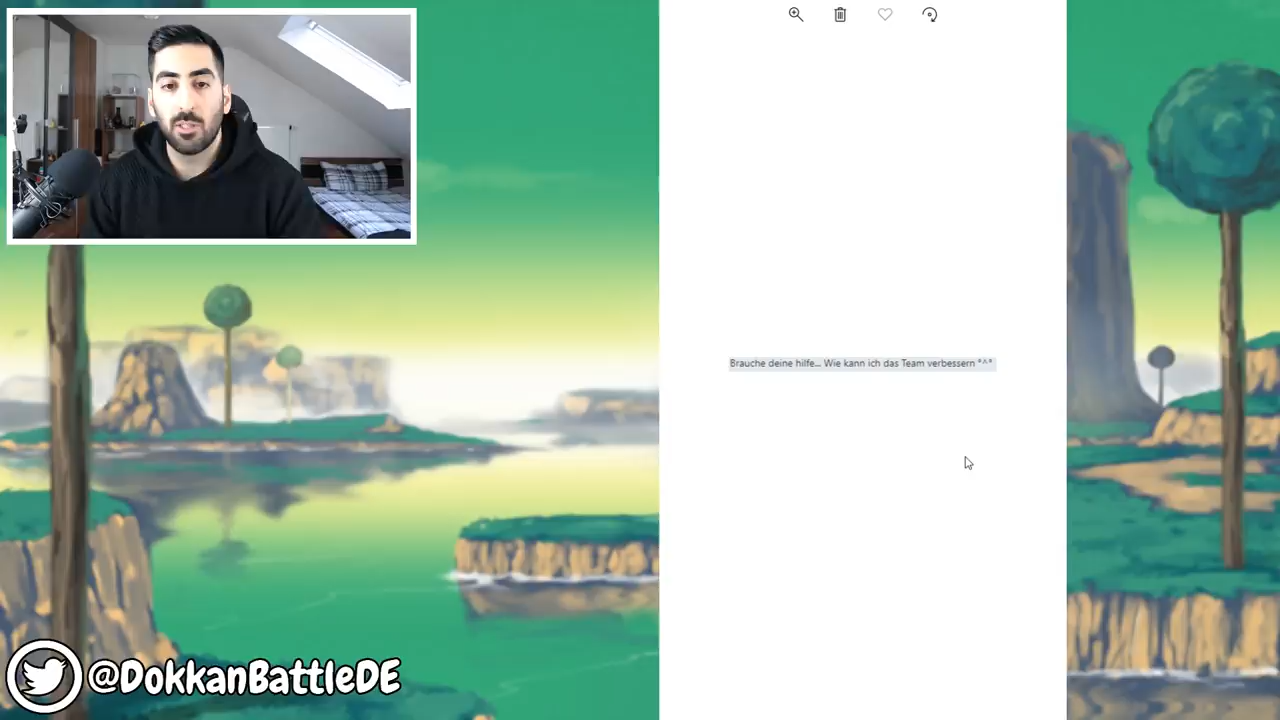 Brauche deine hilfe... Wie kann ich das Team verbessern *^*
@DokkanBattleDE